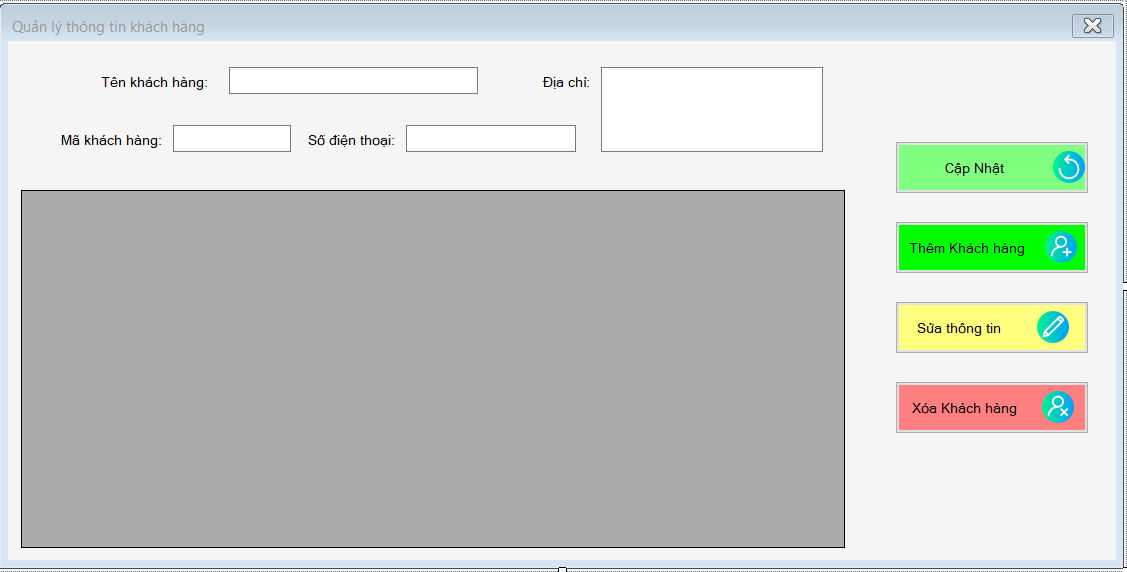 Quản lý thông tin khách hàng
Tên khách hàng:
Địa chỉ:
Mã khách hàng:
Số điện thoại:
Cập Nhật
Thêm Khách hàng
Sửa thông tin
Xóa Khách hàng